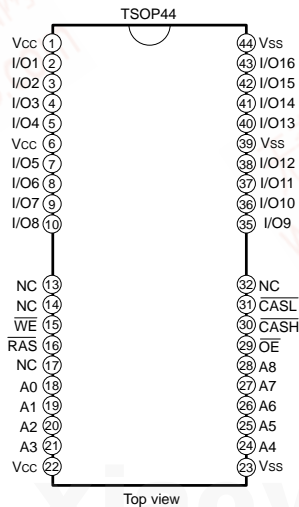 TSOP44
Vcc 1 44 Vss
I/O1 2 43 I/O16
I/O2 3 42 I/O15
I/O3 4 41 I/O14
I/O4 5 40 I/O13
Vcc 6 39 Vss
I/O5 7 38 I/O12
I/O6 8 37 I/O11
I/O7 9 36 I/O10
I/O8 10 35 I/O9
NC 13 32 NC
NC 14 31 CASL
WE 15 30 CASH
RAS 16 29 OE
NC 17 28 A8
A0 18 27 A7
A1 19 26 A6
A2 20 25 A5
A3 21 24 A4
Vcc 22 23 Vss
Top view